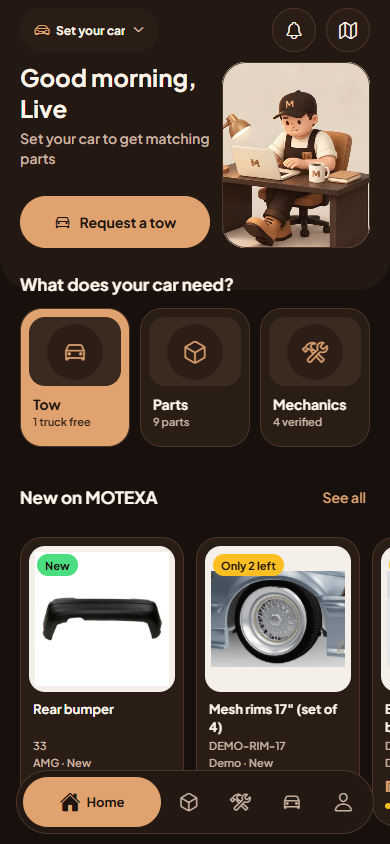 Set your car
Good morning,
Live
Set your car to get matching
parts
M
M
M
Request a tow
What does your car need?
Tow
1 truck free
Parts
9 parts
Mechanics
4 verified
New on MOTEXA
See all
New
Only 2 left
Rear bumper
33
AMG · New
Mesh rims 17" (set of
4)
DEMO-RIM-17
Demo · New
Home